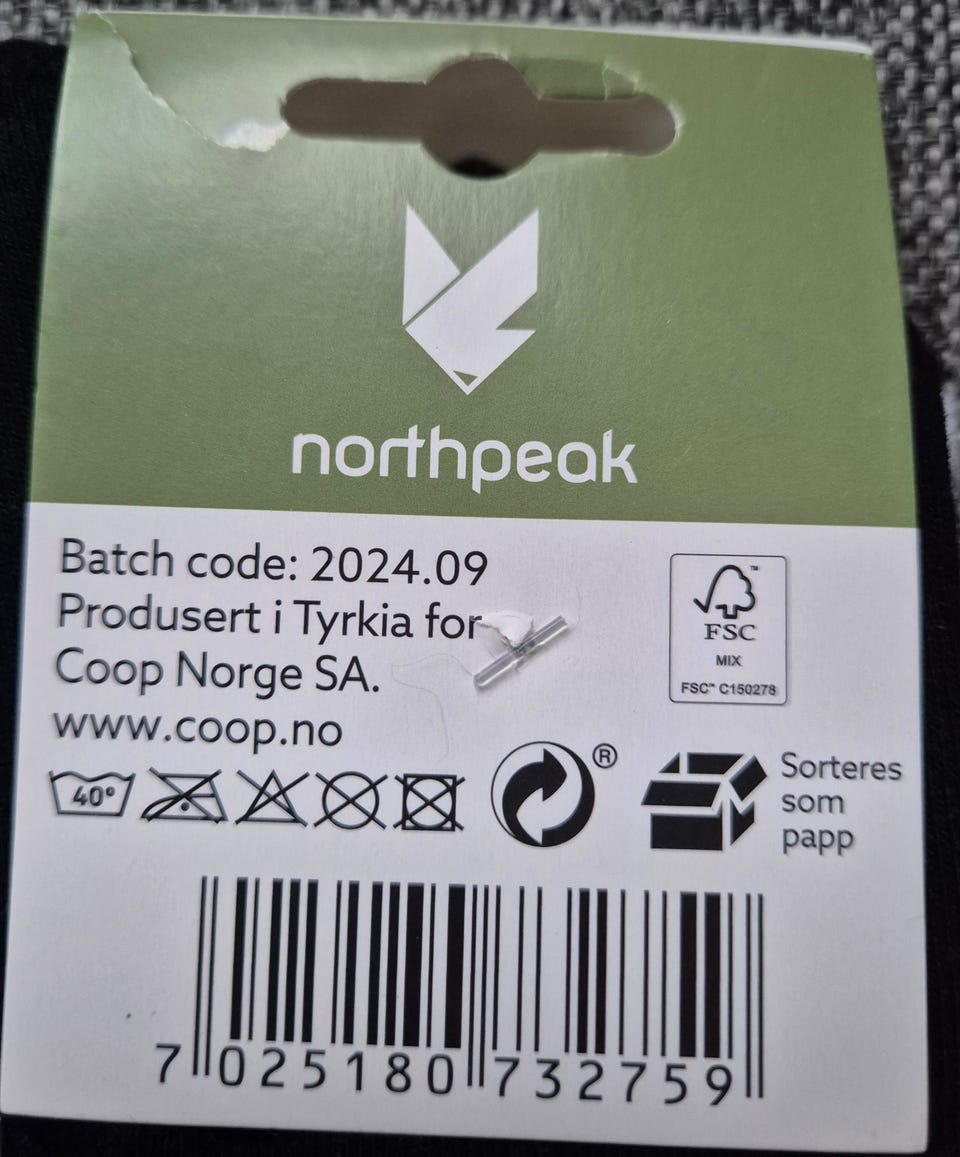 northpeak
Batch code: 2024.09
Produsert i Tyrkia for
Coop Norge SA.
www.coop.no
FSC™
MIX
FSC™ C150278
40°
®
Sorteres
som
papp
7 025180 732759